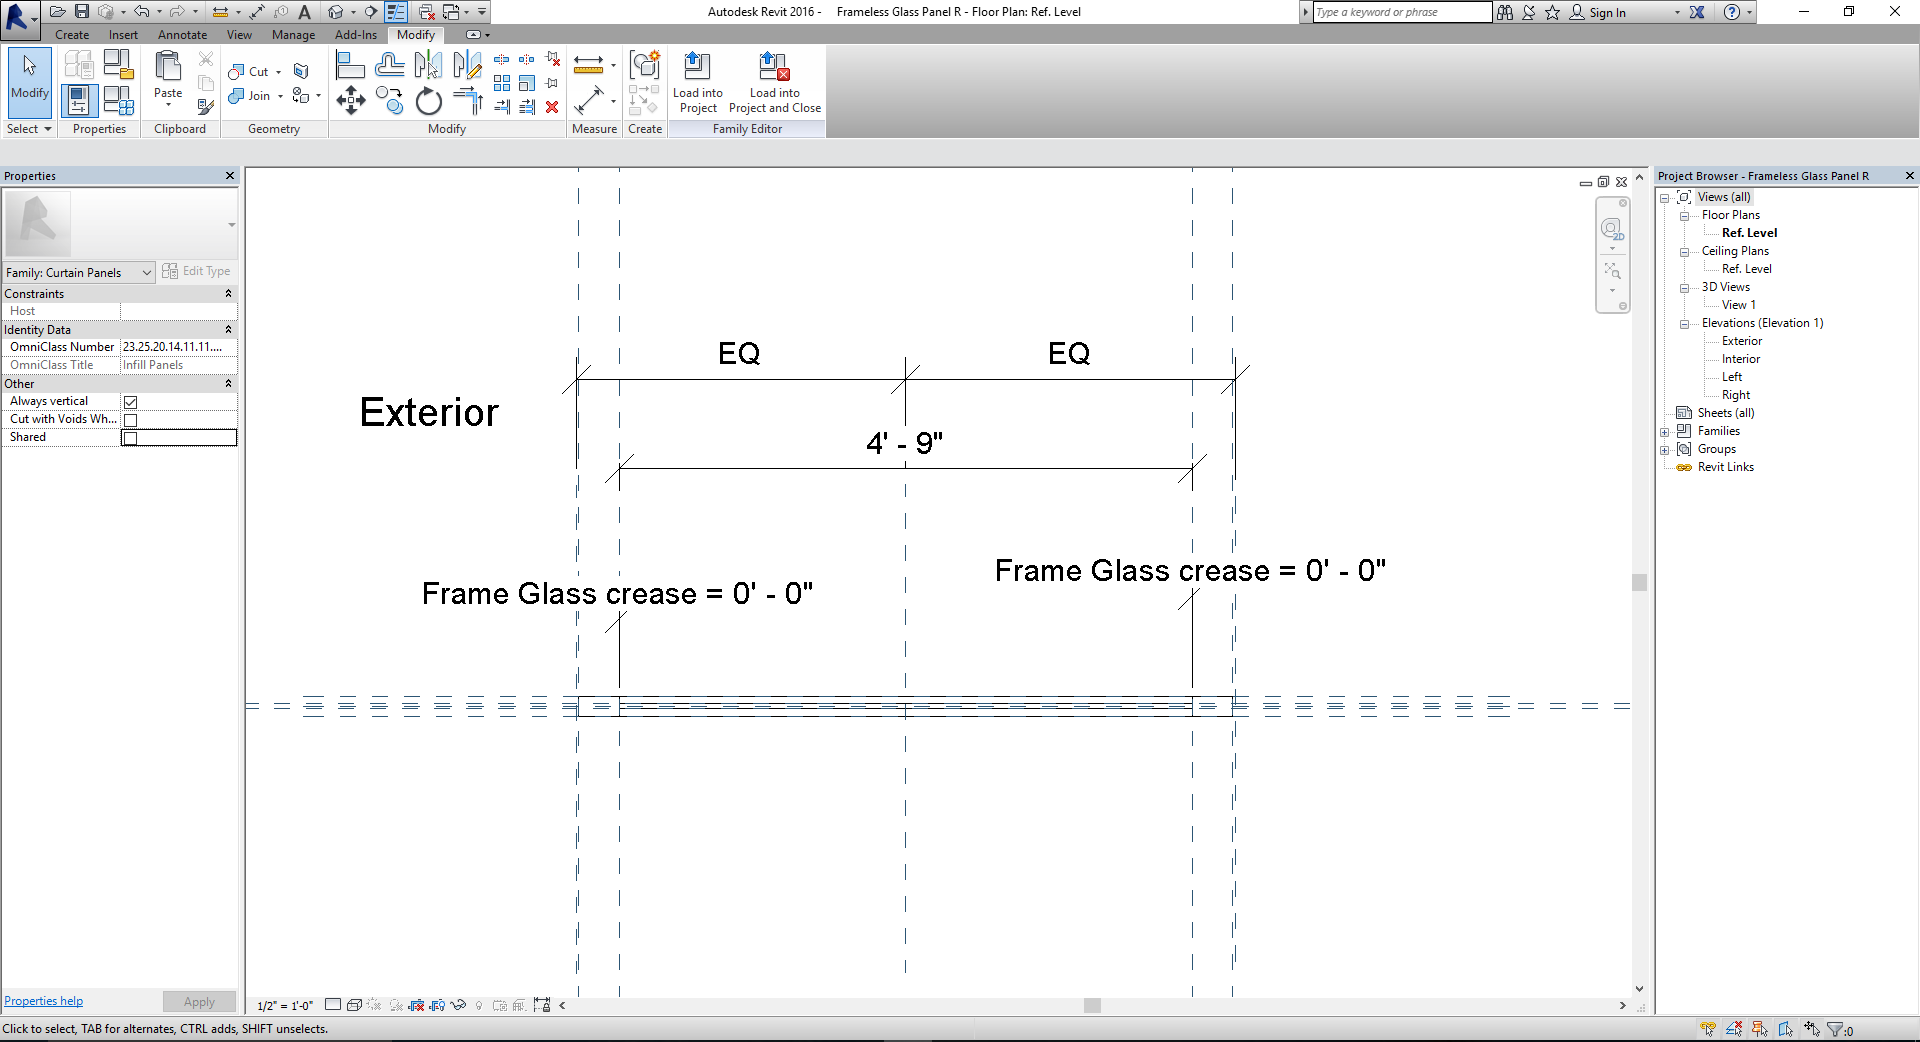 Autodesk Revit 2016 - Frameless Glass Panel R - Floor Plan: Ref. Level
Type a keyword or phrase
Sign In
Create Insert Annotate View Manage Add-Ins Modify
Modify
Paste
Cut
Join
Load into
Project
Load into
Project and Close
Select Properties Clipboard Geometry Modify Measure Create Family Editor
Properties
Family: Curtain Panels
Edit Type
Constraints
Host
Identity Data
OmniClass Number 23.25.20.14.11.11....
OmniClass Title Infill Panels
Other
Always vertical
Cut with Voids Wh...
Shared
Properties help
Apply
EQ EQ
Exterior
4' - 9"
Frame Glass crease = 0' - 0"
Frame Glass crease = 0' - 0"
2D
1/2" = 1'-0"
Project Browser - Frameless Glass Panel R
Views (all)
Floor Plans
Ref. Level
Ceiling Plans
Ref. Level
3D Views
View 1
Elevations (Elevation 1)
Exterior
Interior
Left
Right
Sheets (all)
Families
Groups
Revit Links
Click to select, TAB for alternates, CTRL adds, SHIFT unselects.
:0